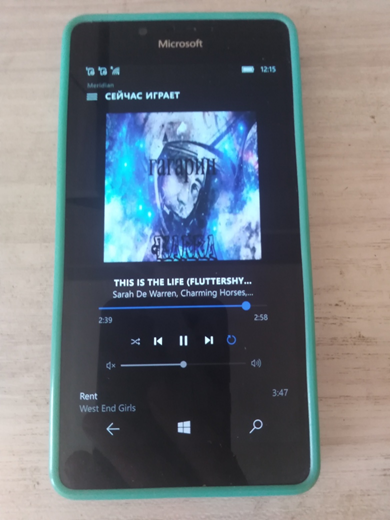 Microsoft
12:15
Meridian
СЕЙЧАС ИГРАЕТ
гагарин
THIS IS THE LIFE (FLUTTERSHY...
Sarah De Warren, Charming Horses,...
2:39
2:58
Rent
3:47
West End Girls